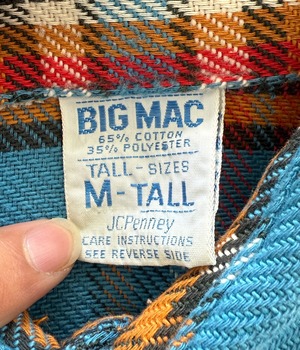 BIG MAC
65% COTTON
35% POLYESTER
TALL-SIZES
M-TALL
JCPenney
CARE INSTRUCTIONS
SEE REVERSE SIDE